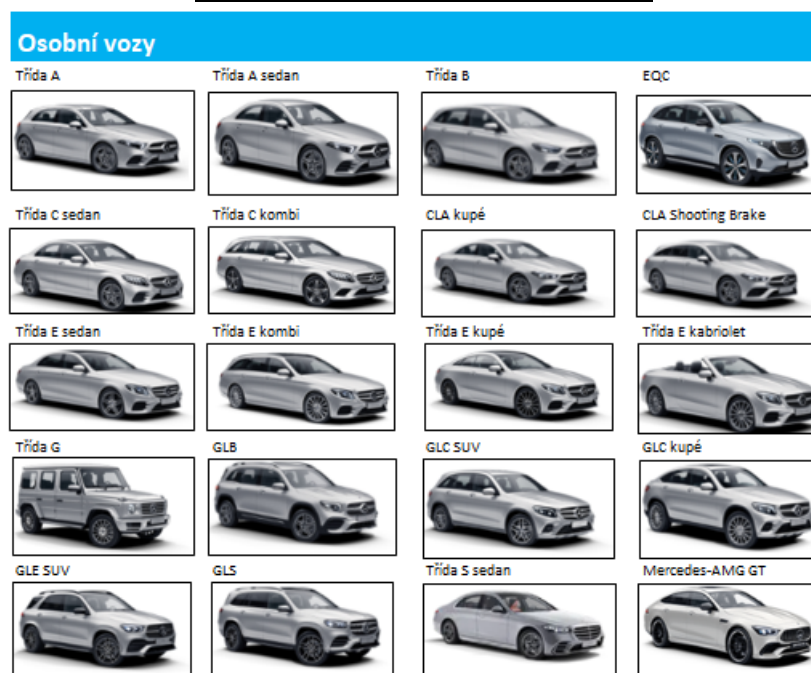 Osobní vozy
Třída A
Třída A sedan
Třída B
EQC
Třída C sedan
Třída C kombi
CLA kupé
CLA Shooting Brake
Třída E sedan
Třída E kombi
Třída E kupé
Třída E kabriolet
Třída G
GLB
GLC SUV
GLC kupé
GLE SUV
GLS
Třída S sedan
Mercedes-AMG GT